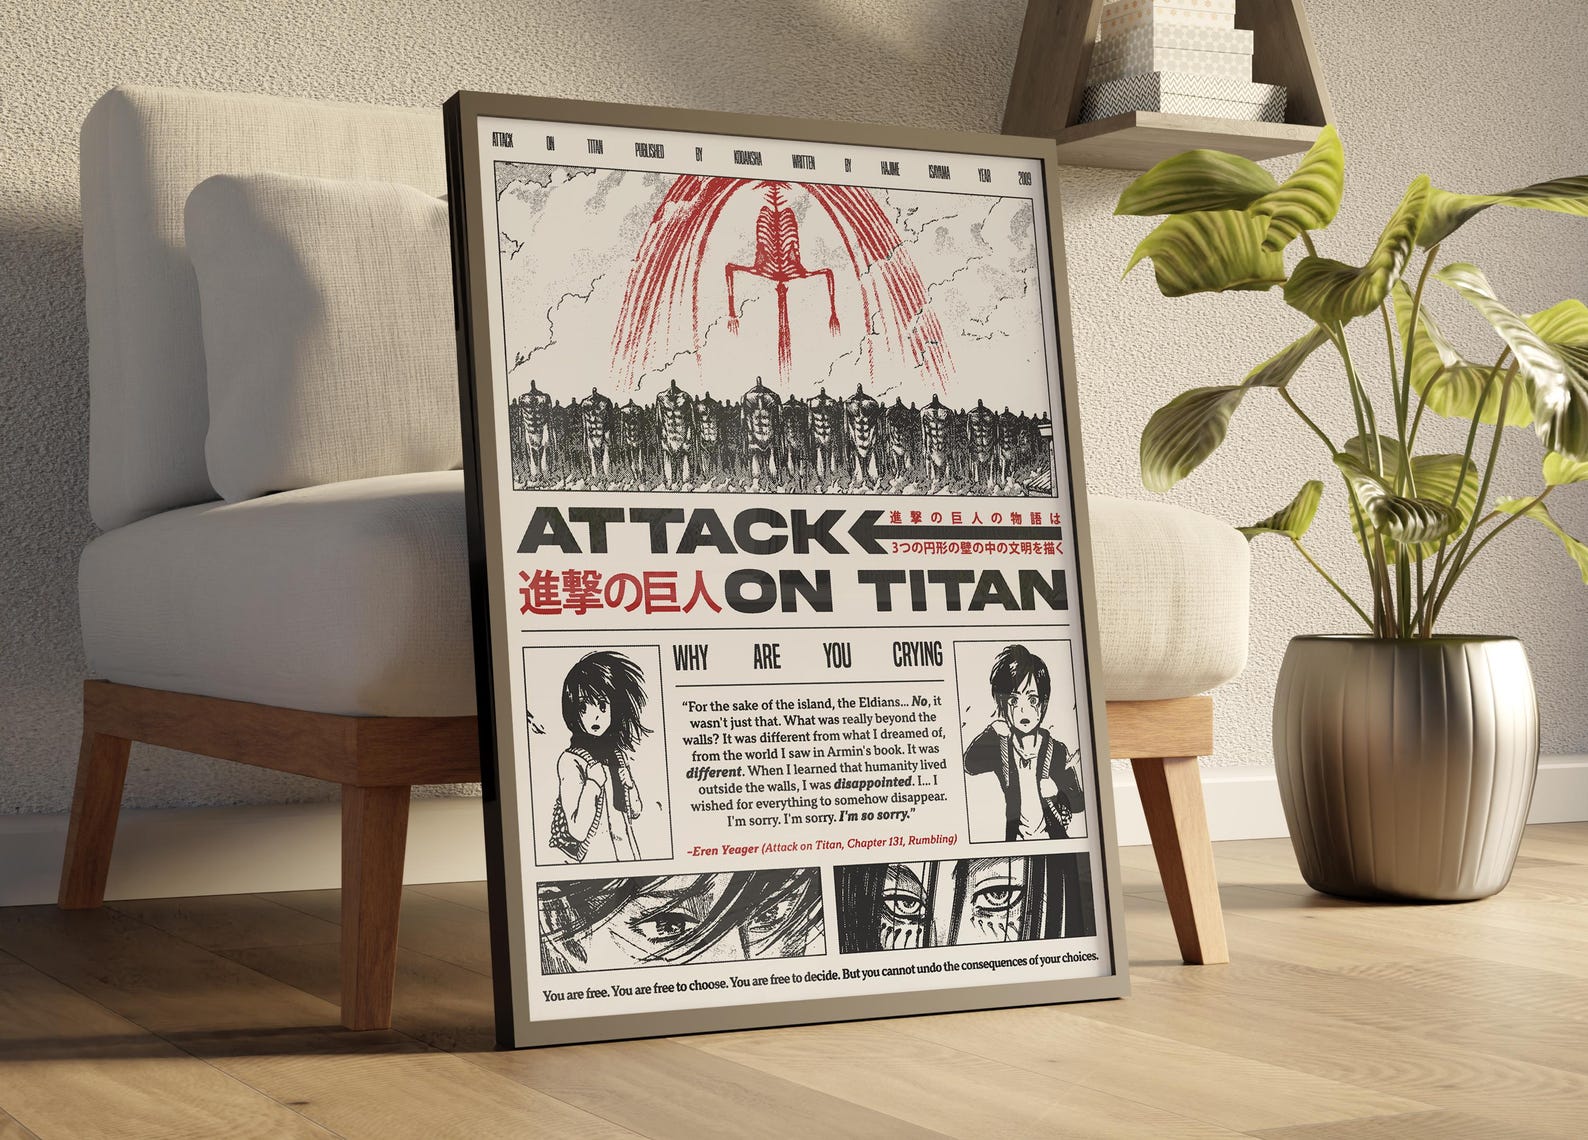 ATTACK ON TITAN PUBLISHED BY KODANSHA WRITTEN BY HAJIME ISAYAMA YEAR 2009
ATTACK
進撃の巨人の物語は
3つの円形の壁の中の文明を描く
進撃の巨人 ON TITAN
WHY ARE YOU CRYING
“For the sake of the island, the Eldians... No, it
wasn't just that. What was really beyond the
walls? It was different from what I dreamed of,
from the world I saw in Armin's book. It was
different. When I learned that humanity lived
outside the walls, I was disappointed. I... I
wished for everything to somehow disappear.
I'm sorry. I'm sorry. I'm so sorry.”
–Eren Yeager (Attack on Titan, Chapter 131, Rumbling)
You are free. You are free to choose. You are free to decide. But you cannot undo the consequences of your choices.